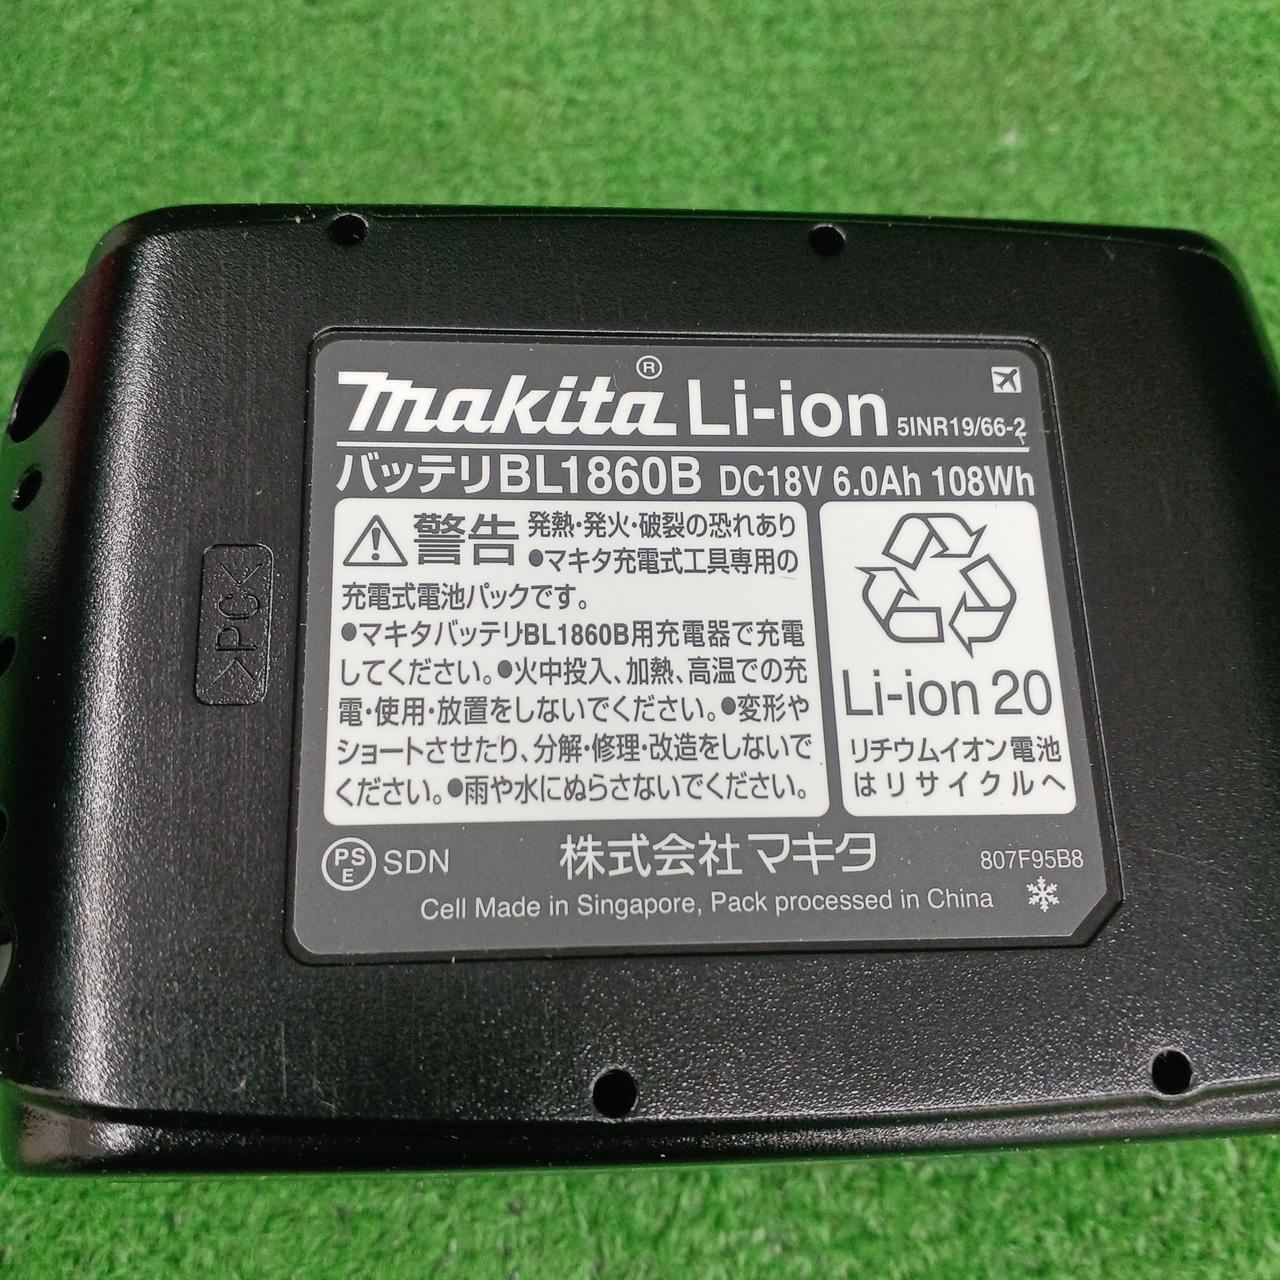 makita® Li-ion 5INR19/66-2
バッテリBL1860B DC18V 6.0Ah 108Wh
警告 発熱・発火・破裂の恐れあり
●マキタ充電式工具専用の
充電式電池パックです。
●マキタバッテリBL1860B用充電器で充電
してください。●火中投入、加熱、高温での充
電・使用・放置をしないでください。●変形や
ショートさせたり、分解・修理・改造をしないで
ください。●雨や水にぬらさないでください。
Li-ion 20
リチウムイオン電池
はリサイクルへ
PS
E
SDN
株式会社マキタ
807F95B8
Cell Made in Singapore, Pack processed in China
>PC<